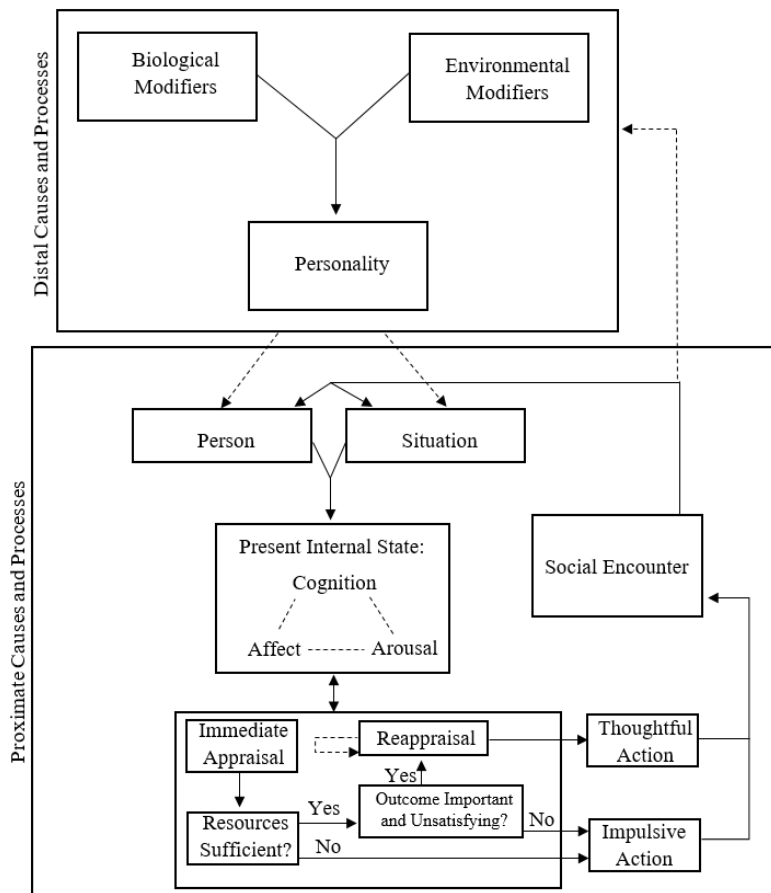 Distal Causes and Processes
Biological
Modifiers
Environmental
Modifiers
Personality
Proximate Causes and Processes
Person
Situation
Present Internal State:
Cognition
Affect
Arousal
Social Encounter
Immediate
Appraisal
Reappraisal
Thoughtful
Action
Yes
Resources
Sufficient?
Yes
Outcome Important
and Unsatisfying?
No
No
Impulsive
Action